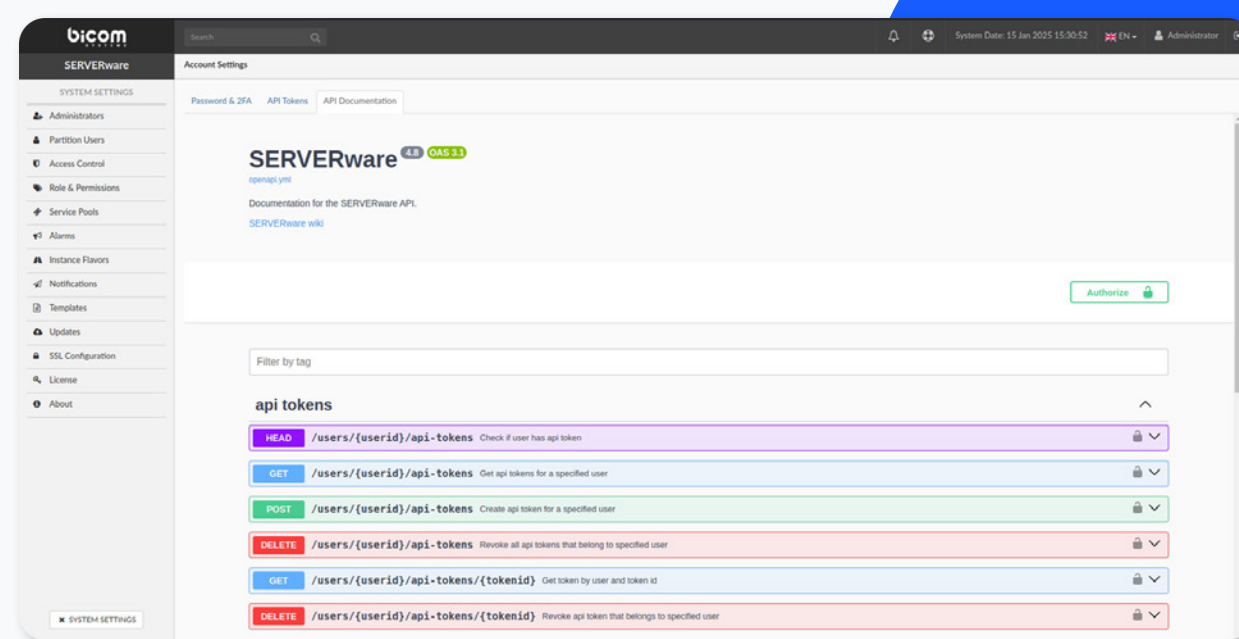 bicom
SYSTEMS
Search
System Date: 15 Jan 2025 15:30:52
EN
Administrator
SERVERware
Account Settings
SYSTEM SETTINGS
Administrators
Partition Users
Access Control
Role & Permissions
Service Pools
Alarms
Instance Flavors
Notifications
Templates
Updates
SSL Configuration
License
About
SYSTEM SETTINGS
Password & 2FA
API Tokens
API Documentation
SERVERware 4.8 OAS 3.1
openapi.yml
Documentation for the SERVERware API.
SERVERware wiki
Authorize
Filter by tag
api tokens
HEAD /users/{userid}/api-tokens Check if user has api token
GET /users/{userid}/api-tokens Get api tokens for a specified user
POST /users/{userid}/api-tokens Create api token for a specified user
DELETE /users/{userid}/api-tokens Revoke all api tokens that belong to specified user
GET /users/{userid}/api-tokens/{tokenid} Get token by user and token id
DELETE /users/{userid}/api-tokens/{tokenid} Revoke api token that belongs to specified user